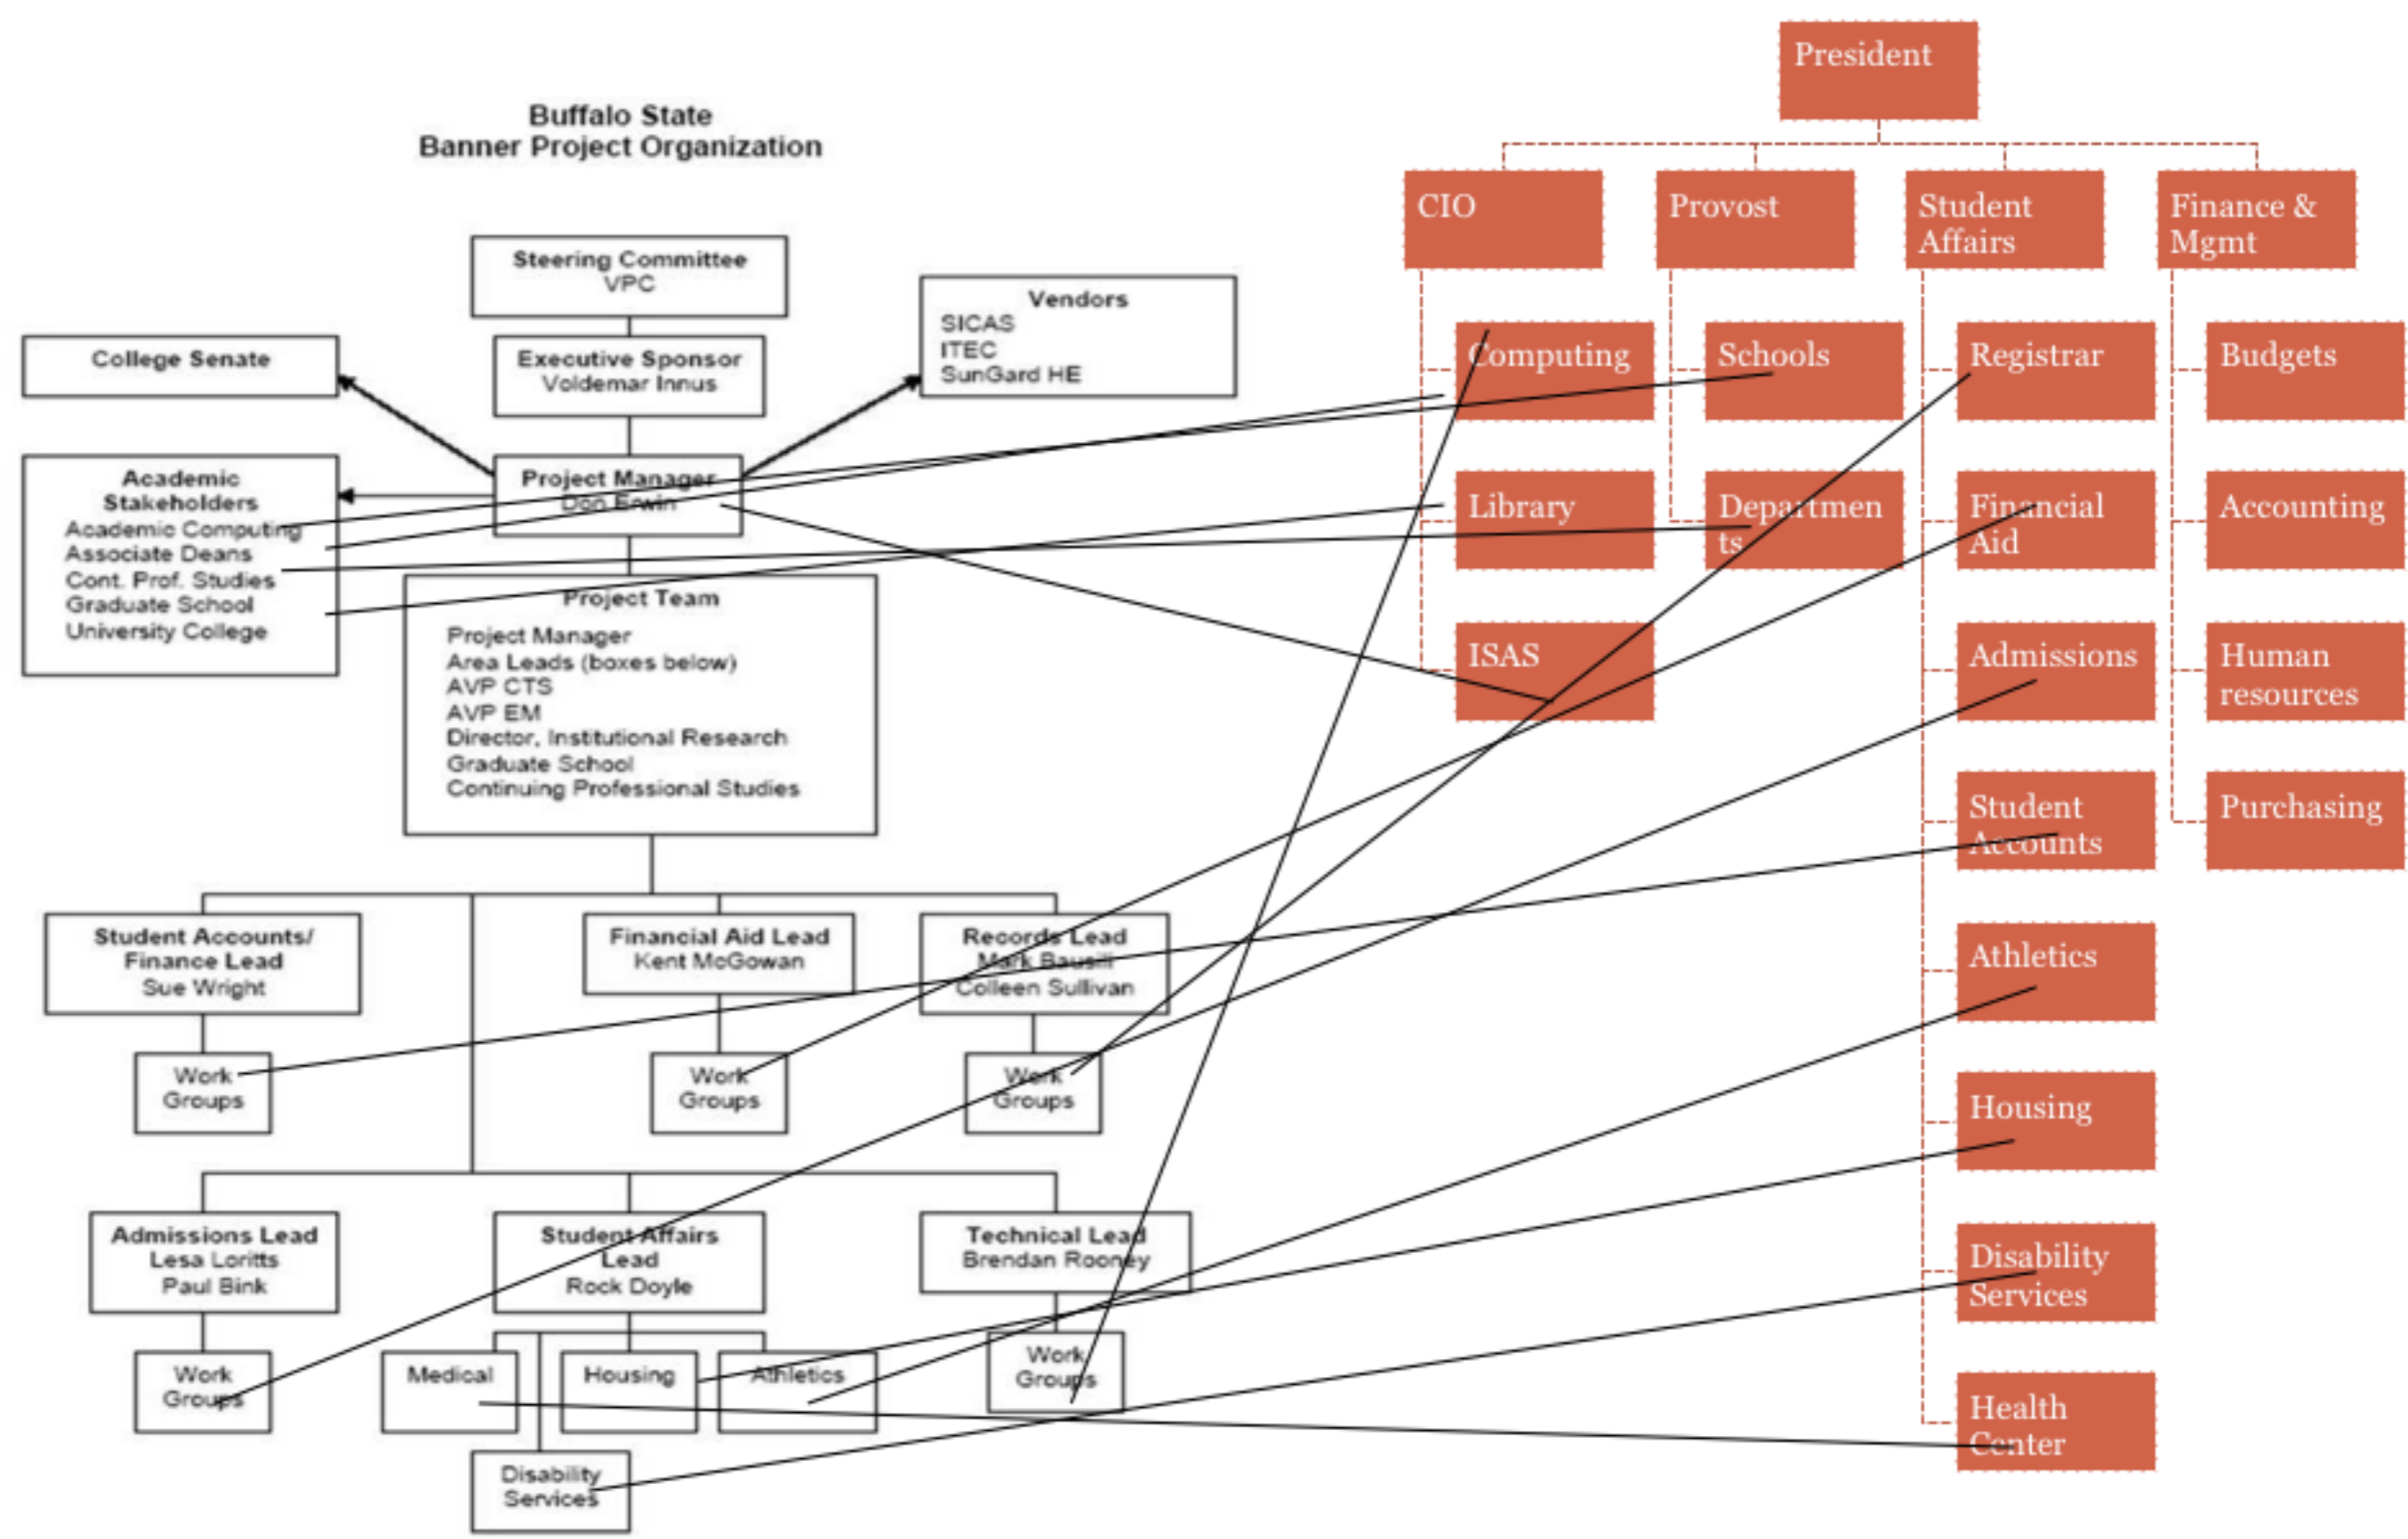 Buffalo State
Banner Project Organization
Steering Committee
VPC
College Senate
Executive Sponsor
Voldemar Innus
Vendors
SICAS
ITEC
SunGard HE
Academic
Stakeholders
Academic Computing
Associate Deans
Cont. Prof. Studies
Graduate School
University College
Project Manager
Don Erwin
Project Team
Project Manager
Area Leads (boxes below)
AVP CTS
AVP EM
Director, Institutional Research
Graduate School
Continuing Professional Studies
Student Accounts/
Finance Lead
Sue Wright
Financial Aid Lead
Kent McGowan
Records Lead
Mark Bausili
Colleen Sullivan
Work
Groups
Work
Groups
Work
Groups
Admissions Lead
Lesa Loritts
Paul Bink
Student Affairs
Lead
Rock Doyle
Technical Lead
Brendan Rooney
Work
Groups
Medical
Housing
Athletics
Work
Groups
Disability
Services
President
CIO
Provost
Student
Affairs
Finance &
Mgmt
Computing
Schools
Registrar
Budgets
Library
Departmen
ts
Financial
Aid
Accounting
ISAS
Admissions
Human
resources
Student
Accounts
Purchasing
Athletics
Housing
Disability
Services
Health
Center